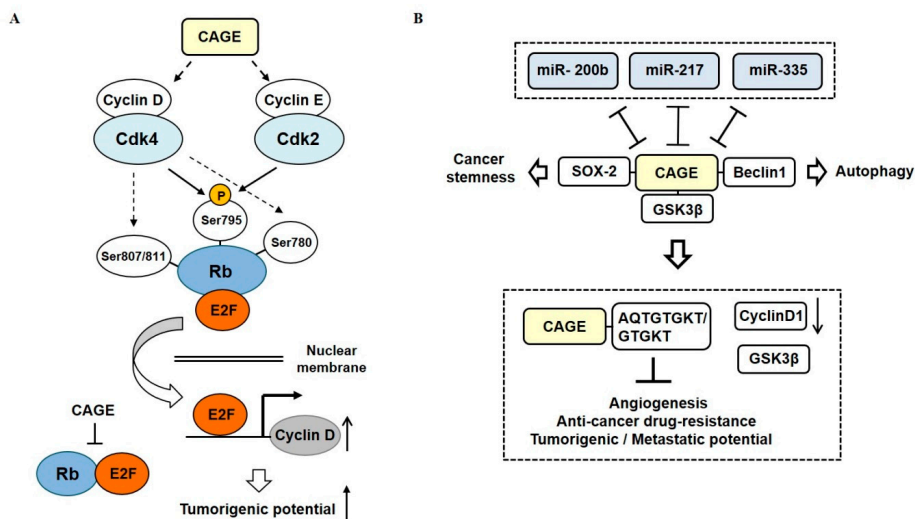 A
CAGE
Cyclin D
Cyclin E
Cdk4
Cdk2
P
Ser795
Ser780
Ser807/811
Rb
E2F
Nuclear
membrane
E2F
CAGE
Cyclin D
Rb
E2F
Tumorigenic potential
B
miR- 200b
miR-217
miR-335
Cancer
stemness
SOX-2
CAGE
Beclin1
Autophagy
GSK3β
CAGE
AQTGTGKT/
GTGKT
CyclinD1
GSK3β
Angiogenesis
Anti-cancer drug-resistance
Tumorigenic / Metastatic potential